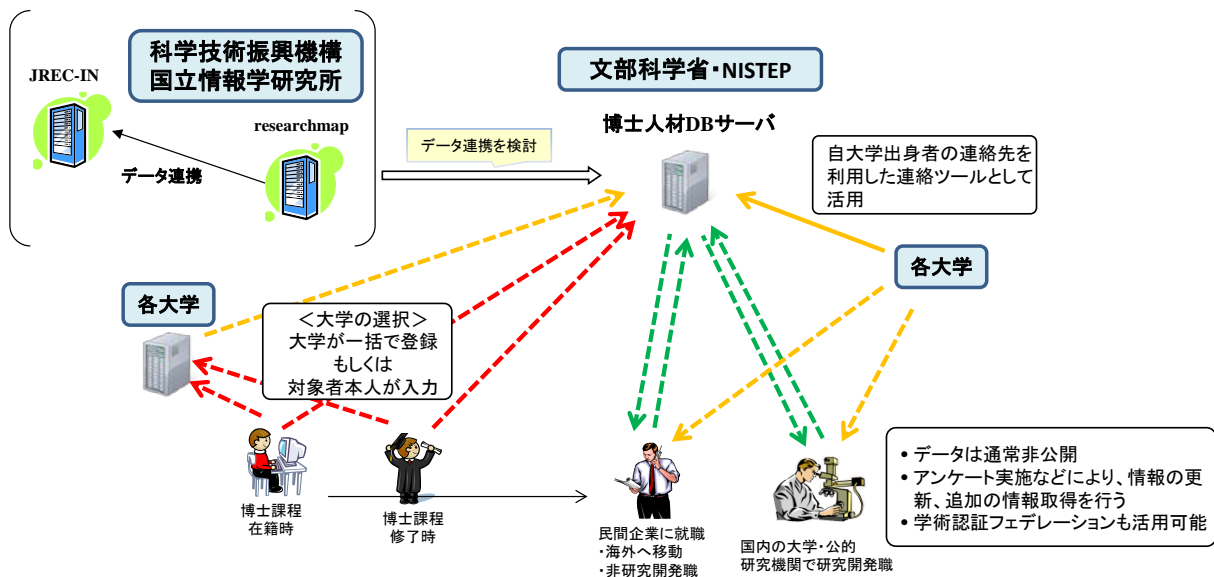 科学技術振興機構
国立情報学研究所
JREC-IN
researchmap
データ連携
データ連携を検討
文部科学省・NISTEP
博士人材DBサーバ
自大学出身者の連絡先を
利用した連絡ツールとして
活用
各大学
各大学
＜大学の選択＞
大学が一括で登録
もしくは
対象者本人が入力
博士課程
在籍時
博士課程
修了時
民間企業に就職
・海外へ移動
・非研究開発職
国内の大学・公的
研究機関で研究開発職
• データは通常非公開
• アンケート実施などにより、情報の更
新、追加の情報取得を行う
• 学術認証フェデレーションも活用可能